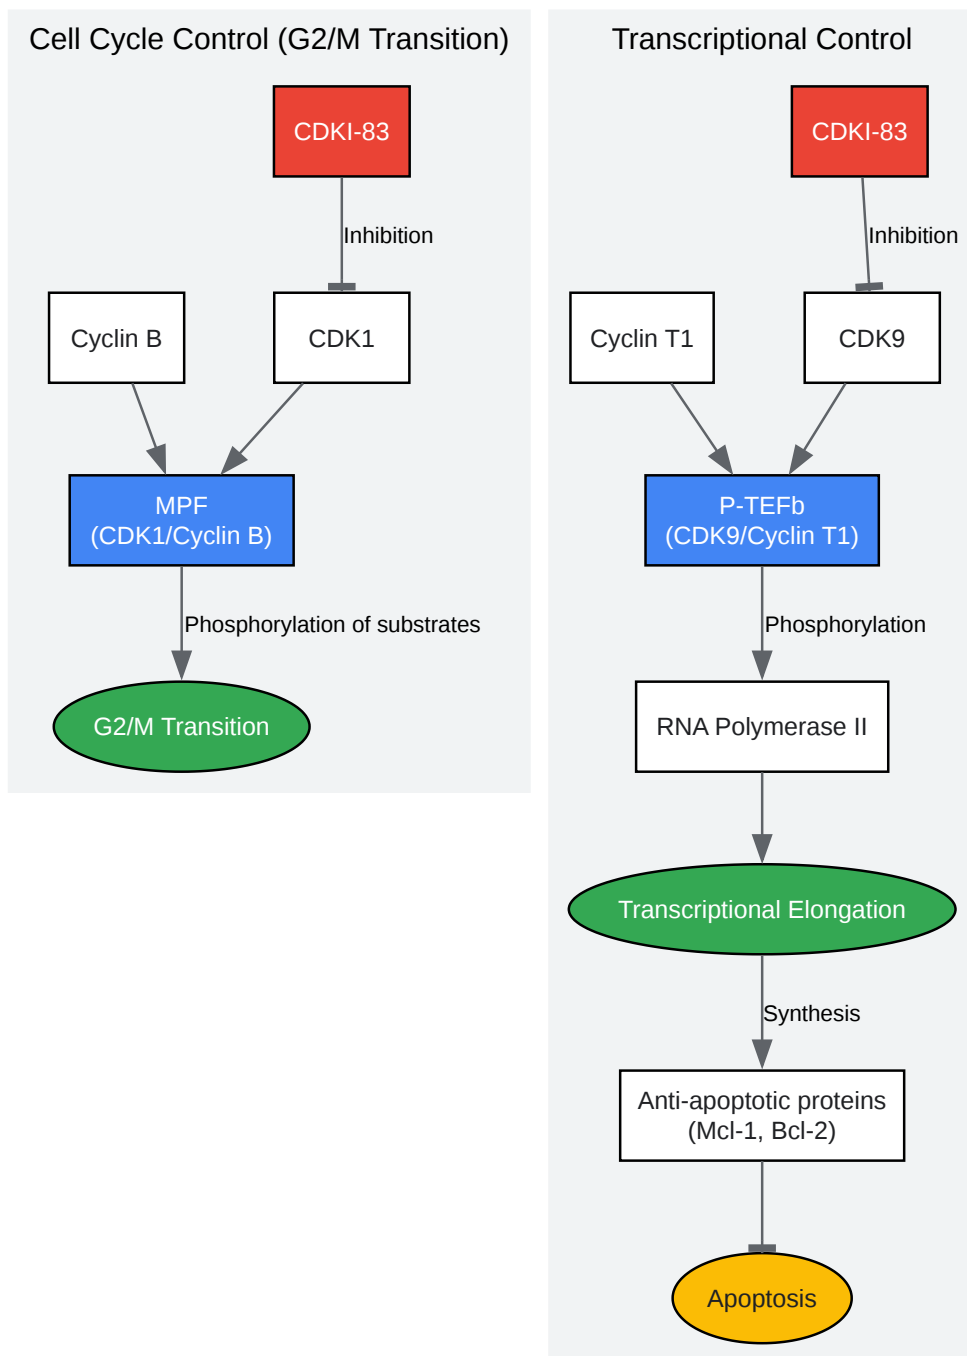 Cell Cycle Control (G2/M Transition)
CDKI-83
Inhibition
Cyclin B
CDK1
MPF
(CDK1/Cyclin B)
Phosphorylation of substrates
G2/M Transition
Transcriptional Control
CDKI-83
Inhibition
Cyclin T1
CDK9
P-TEFb
(CDK9/Cyclin T1)
Phosphorylation
RNA Polymerase II
Transcriptional Elongation
Synthesis
Anti-apoptotic proteins
(Mcl-1, Bcl-2)
Apoptosis